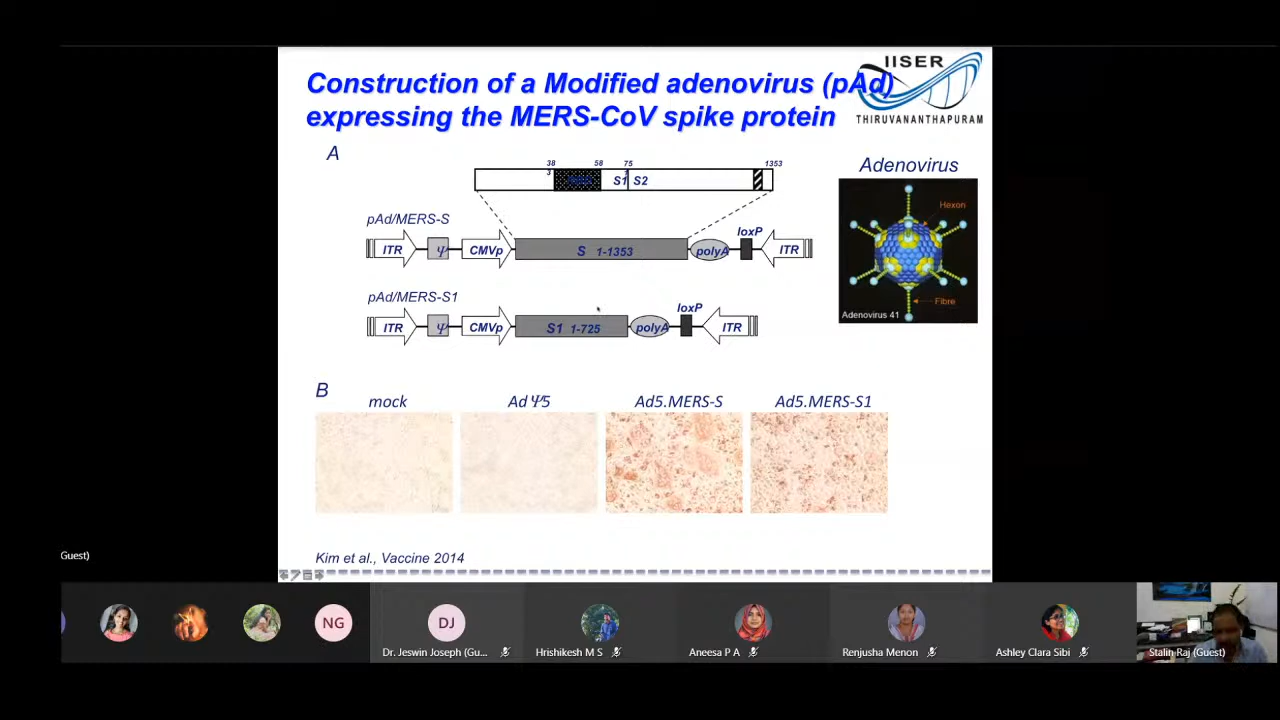 Construction of a Modified adenovirus (pAd)
expressing the MERS-CoV spike protein
IISER
THIRUVANANTHAPURAM
A
38
3
58
75
1353
S1
S2
pAd/MERS-S
ITR
Ψ
CMVp
S 1-1353
polyA
loxP
ITR
pAd/MERS-S1
ITR
Ψ
CMVp
S1 1-725
polyA
loxP
ITR
Adenovirus
Hexon
Fibre
Adenovirus 41
B
mock
Ad Ψ5
Ad5.MERS-S
Ad5.MERS-S1
Kim et al., Vaccine 2014
Guest)
NG
DJ
Dr. Jeswin Joseph (Gu...
Hrishikesh M S
Aneesa P A
Renjusha Menon
Ashley Clara Sibi
Stalin Raj (Guest)